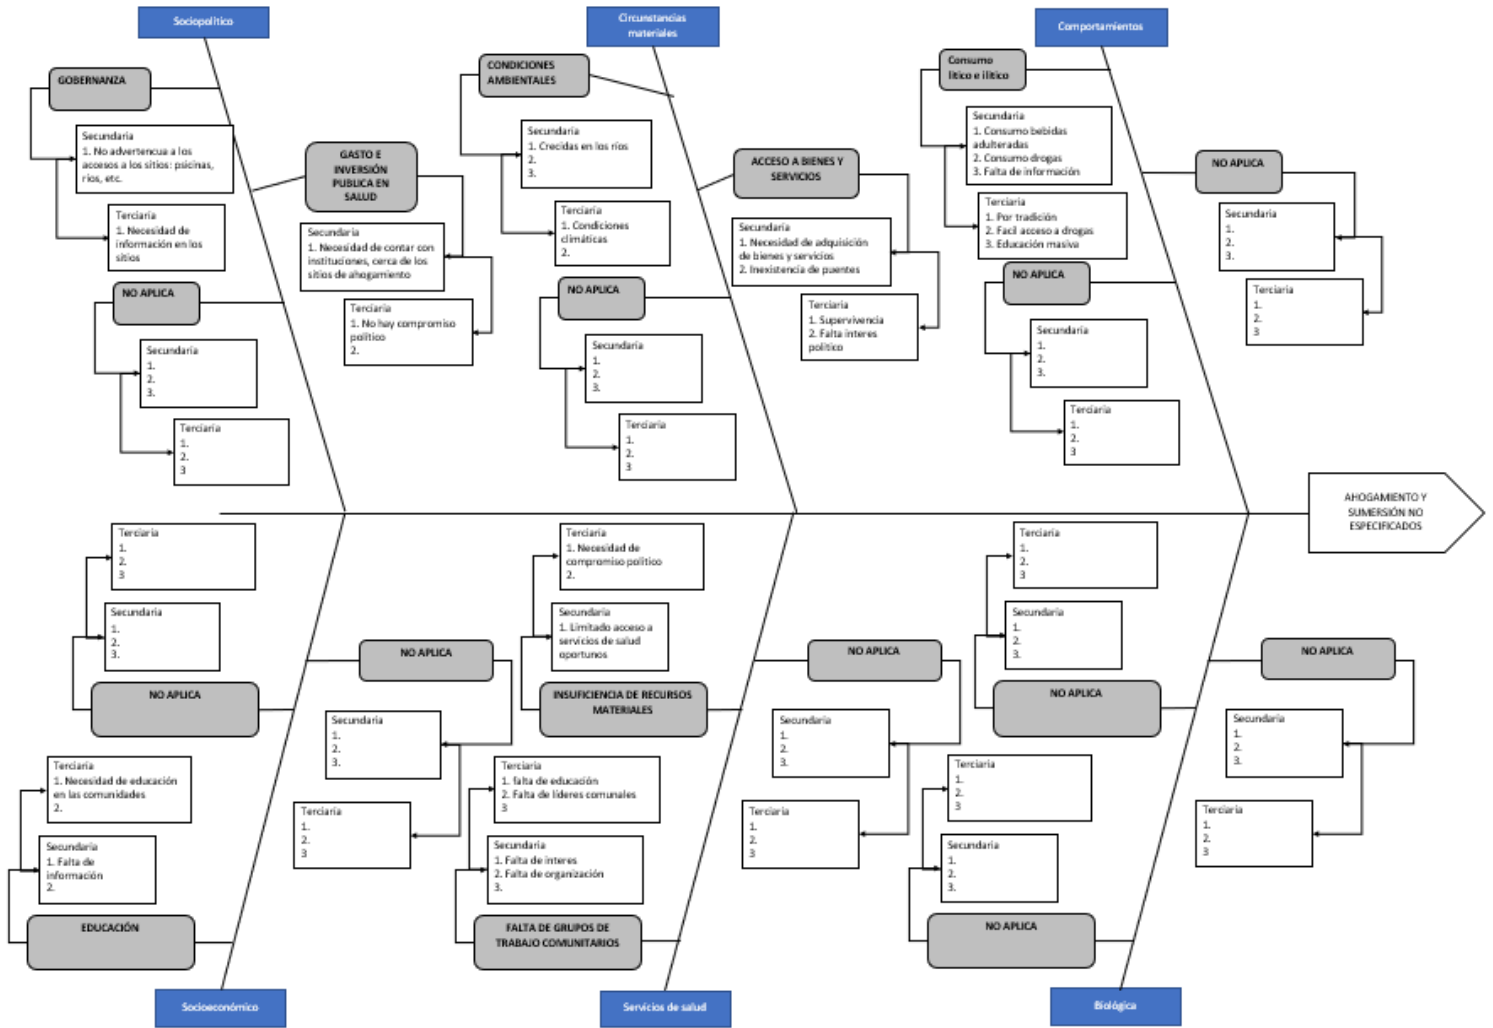 Sociopolítico
GOBERNANZA
Secundaria
1. No advertencua a los
accesos a los sitios: psicinas,
rios, etc.
Terciaria
1. Necesidad de
información en los
sitios
GASTO E
INVERSIÓN
PUBLICA EN
SALUD
Secundaria
1. Necesidad de contar con
instituciones, cerca de los
sitios de ahogamiento
Terciaria
1. No hay compromiso
político
2.
NO APLICA
Secundaria
1.
2.
3.
Terciaria
1.
2.
3
Circunstancias
materiales
CONDICIONES
AMBIENTALES
Secundaria
1. Crecidas en los ríos
2.
3.
Terciaria
1. Condiciones
climáticas
2.
ACCESO A BIENES Y
SERVICIOS
Secundaria
1. Necesidad de adquisición
de bienes y servicios
2. Inexistencia de puentes
Terciaria
1. Supervivencia
2. Falta interes
político
NO APLICA
Secundaria
1.
2.
3.
Terciaria
1.
2.
3
Comportamientos
Consumo
lítico e ilítico
Secundaria
1. Consumo bebidas
adulteradas
2. Consumo drogas
3. Falta de información
Terciaria
1. Por tradición
2. Facil acceso a drogas
3. Educación masiva
NO APLICA
Secundaria
1.
2.
3.
Terciaria
1.
2.
3
NO APLICA
Secundaria
1.
2.
3.
Terciaria
1.
2.
3
AHOGAMIENTO Y
SUMERSIÓN NO
ESPECIFICADOS
Terciaria
1.
2.
3
Secundaria
1.
2.
3.
NO APLICA
Terciaria
1. Necesidad de educación
en las comunidades
2.
Secundaria
1. Falta de
información
2.
EDUCACIÓN
NO APLICA
Secundaria
1.
2.
3.
Terciaria
1.
2.
3
Socioeconómico
Terciaria
1. Necesidad de
compromiso político
2.
Secundaria
1. Limitado acceso a
servicios de salud
oportunos
INSUFICIENCIA DE RECURSOS
MATERIALES
Terciaria
1. falta de educación
2. Falta de líderes comunales
3
Secundaria
1. Falta de interes
2. Falta de organización
3.
FALTA DE GRUPOS DE
TRABAJO COMUNITARIOS
NO APLICA
Secundaria
1.
2.
3.
Terciaria
1.
2.
3
Servicios de salud
Terciaria
1.
2.
3
Secundaria
1.
2.
3.
NO APLICA
Terciaria
1.
2.
3
Secundaria
1.
2.
3.
NO APLICA
NO APLICA
Secundaria
1.
2.
3.
Terciaria
1.
2.
3
Biológica